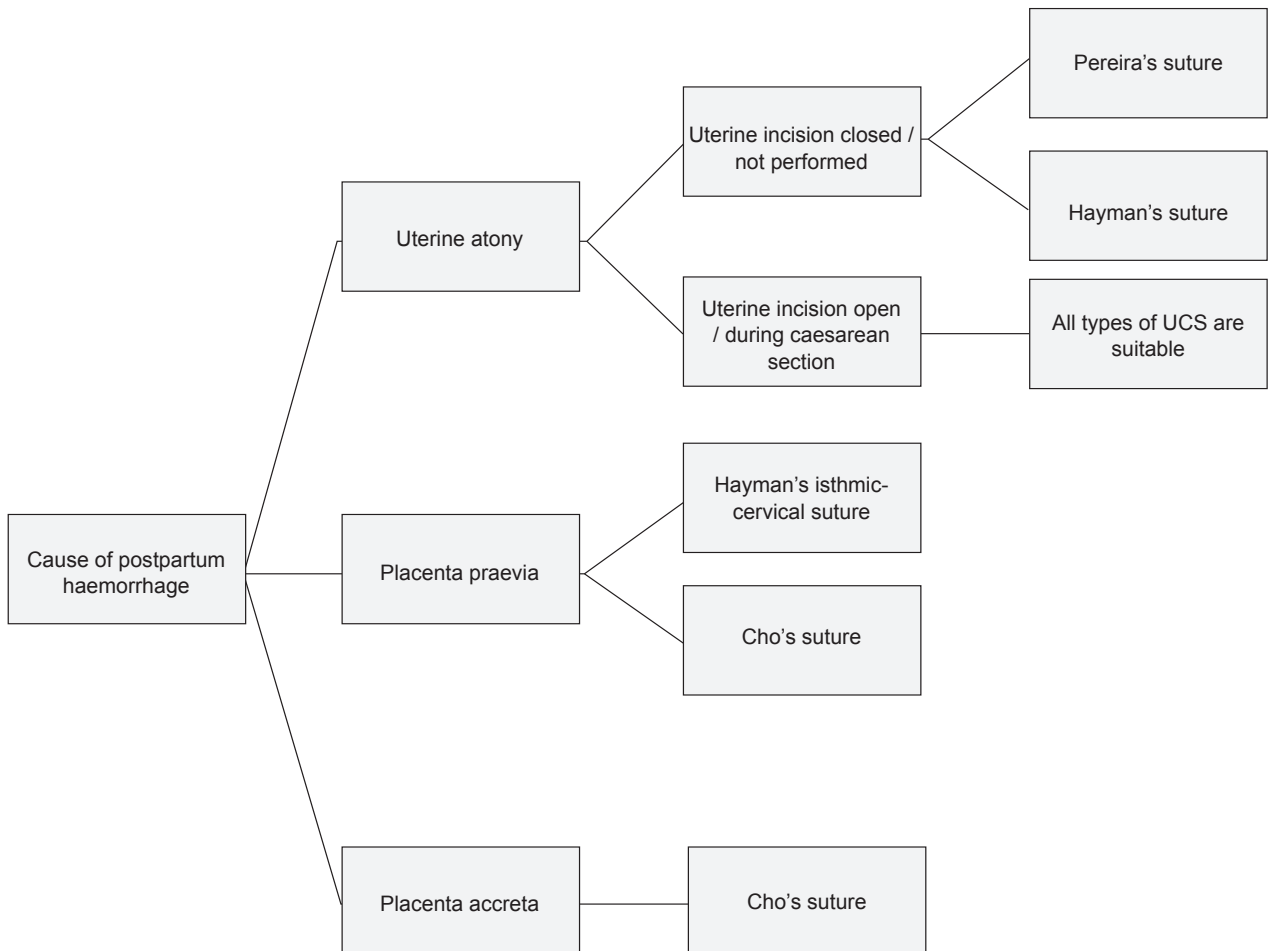 Pereira’s suture
Uterine incision closed /
not performed
Hayman’s suture
Uterine atony
Uterine incision open
/ during caesarean
section
All types of UCS are
suitable
Hayman’s isthmic-
cervical suture
Cause of postpartum
haemorrhage
Placenta praevia
Cho’s suture
Placenta accreta
Cho’s suture